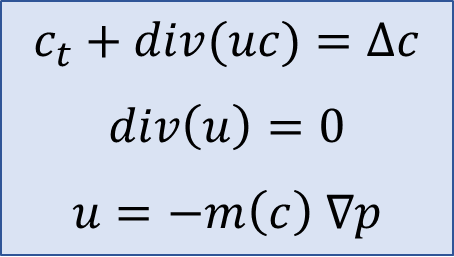 c_t + div(uc) = Δc
div(u) = 0
u = −m(c) ∇p